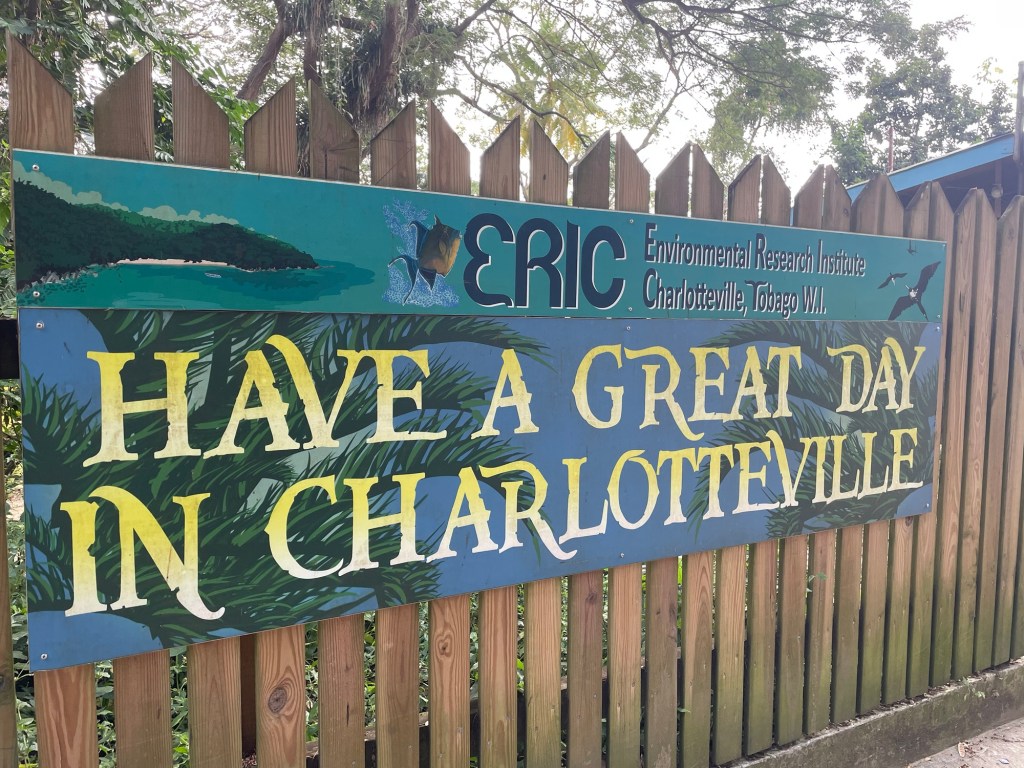 ERIC
Environmental Research Institute
Charlotteville, Tobago W.I.
HAVE A GREAT DAY
IN CHARLOTTEVILLE